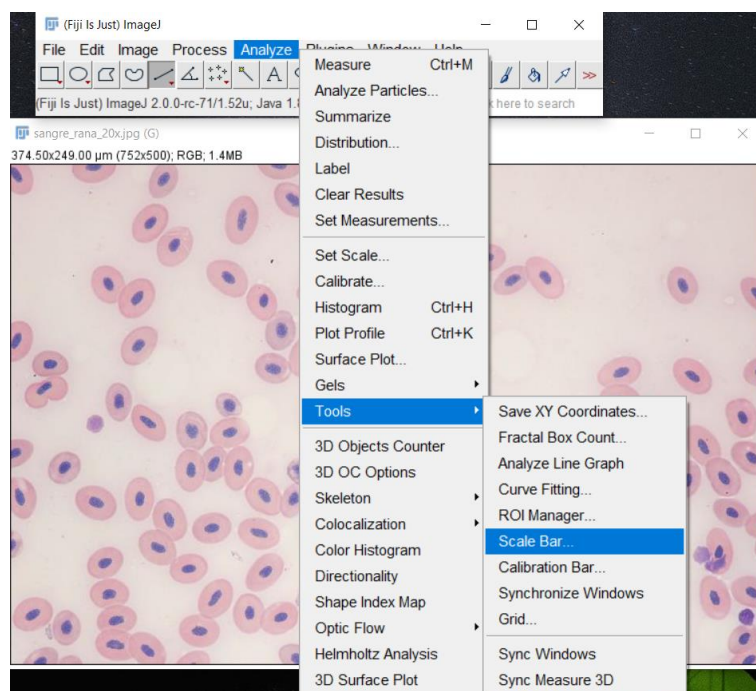 (Fiji Is Just) ImageJ
File Edit Image Process Analyze Plugins Window Help
(Fiji Is Just) ImageJ 2.0.0-rc-71/1.52u; Java 1.8 here to search
sangre_rana_20x.jpg (G)
374.50x249.00 µm (752x500); RGB; 1.4MB
Measure Ctrl+M
Analyze Particles...
Summarize
Distribution...
Label
Clear Results
Set Measurements...
Set Scale...
Calibrate...
Histogram Ctrl+H
Plot Profile Ctrl+K
Surface Plot...
Gels
Tools
3D Objects Counter
3D OC Options
Skeleton
Colocalization
Color Histogram
Directionality
Shape Index Map
Optic Flow
Helmholtz Analysis
3D Surface Plot
Save XY Coordinates...
Fractal Box Count...
Analyze Line Graph
Curve Fitting...
ROI Manager...
Scale Bar...
Calibration Bar...
Synchronize Windows
Grid...
Sync Windows
Sync Measure 3D